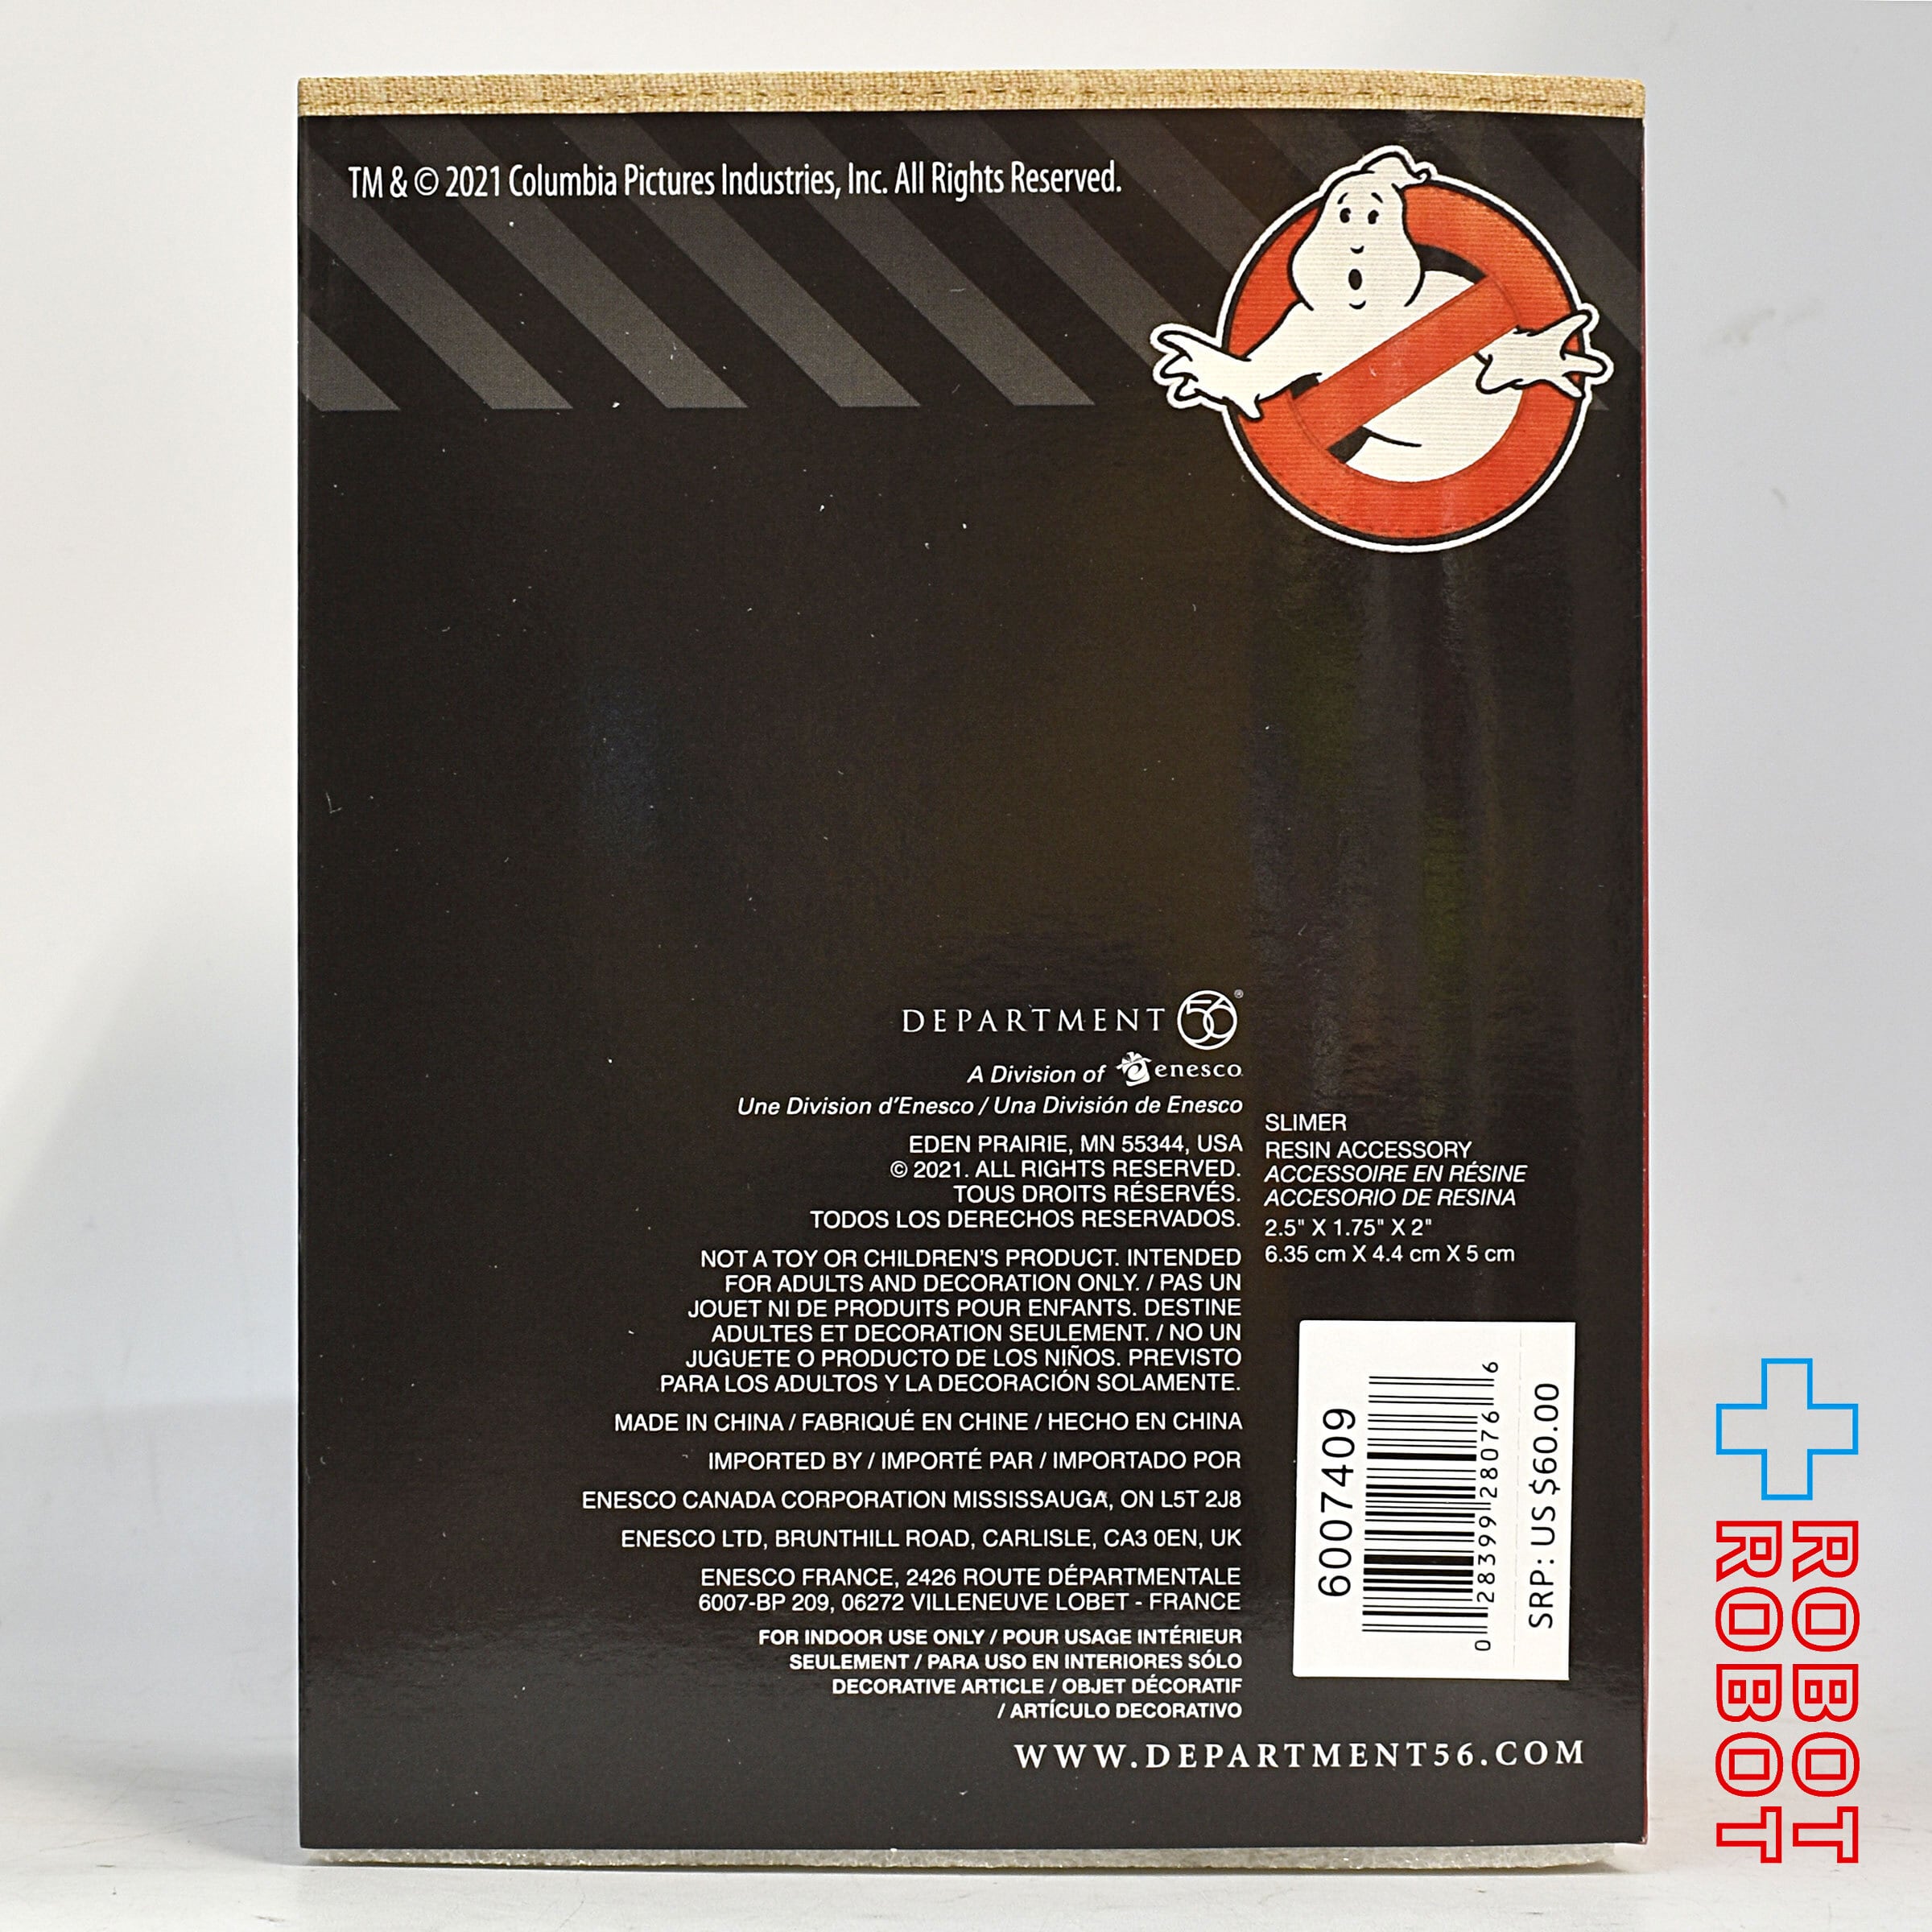 TM & © 2021 Columbia Pictures Industries, Inc. All Rights Reserved.
DEPARTMENT 56®
A Division of enesco.
Une Division d'Enesco / Una División de Enesco
EDEN PRAIRIE, MN 55344, USA
© 2021. ALL RIGHTS RESERVED.
TOUS DROITS RÉSERVÉS.
TODOS LOS DERECHOS RESERVADOS.
NOT A TOY OR CHILDREN'S PRODUCT. INTENDED
FOR ADULTS AND DECORATION ONLY. / PAS UN
JOUET NI DE PRODUITS POUR ENFANTS. DESTINE
ADULTES ET DECORATION SEULEMENT. / NO UN
JUGUETE O PRODUCTO DE LOS NIÑOS. PREVISTO
PARA LOS ADULTOS Y LA DECORACIÓN SOLAMENTE.
MADE IN CHINA / FABRIQUÉ EN CHINE / HECHO EN CHINA
IMPORTED BY / IMPORTÉ PAR / IMPORTADO POR
ENESCO CANADA CORPORATION MISSISSAUGA, ON L5T 2J8
ENESCO LTD, BRUNTHILL ROAD, CARLISLE, CA3 0EN, UK
ENESCO FRANCE, 2426 ROUTE DÉPARTMENTALE
6007-BP 209, 06272 VILLENEUVE LOBET - FRANCE
FOR INDOOR USE ONLY / POUR USAGE INTÉRIEUR
SEULEMENT / PARA USO EN INTERIORES SÓLO
DECORATIVE ARTICLE / OBJET DÉCORATIF
/ ARTÍCULO DECORATIVO
SLIMER
RESIN ACCESSORY
ACCESSOIRE EN RÉSINE
ACCESORIO DE RESINA
2.5" X 1.75" X 2"
6.35 cm X 4.4 cm X 5 cm
6007409
0 28399 28076 6
SRP: US $60.00
WWW.DEPARTMENT56.COM
ROBOT
ROBOT